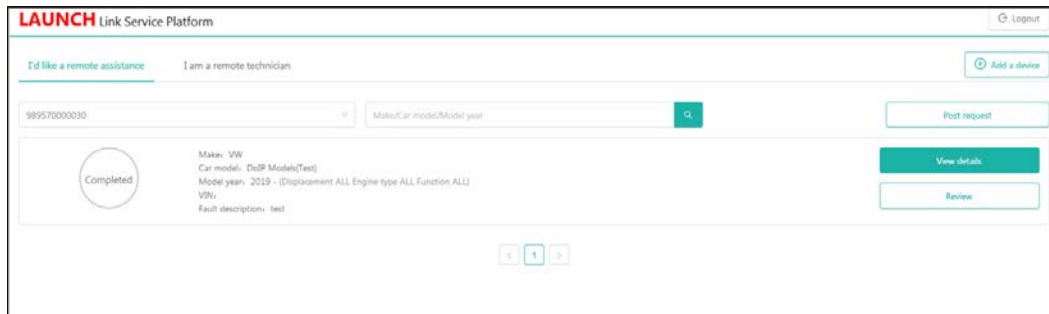 LAUNCH Link Service Platform
Logout
I'd like a remote assistance
I am a remote technician
Add a device
989570000030
Make/Car model/Model year
Post request
Completed
Make: VW
Car model: DoIP Models(Test)
Model year: 2019 - (Displacement ALL Engine type ALL Function ALL)
VIN:
Fault description: test
View details
Review
< 1 >